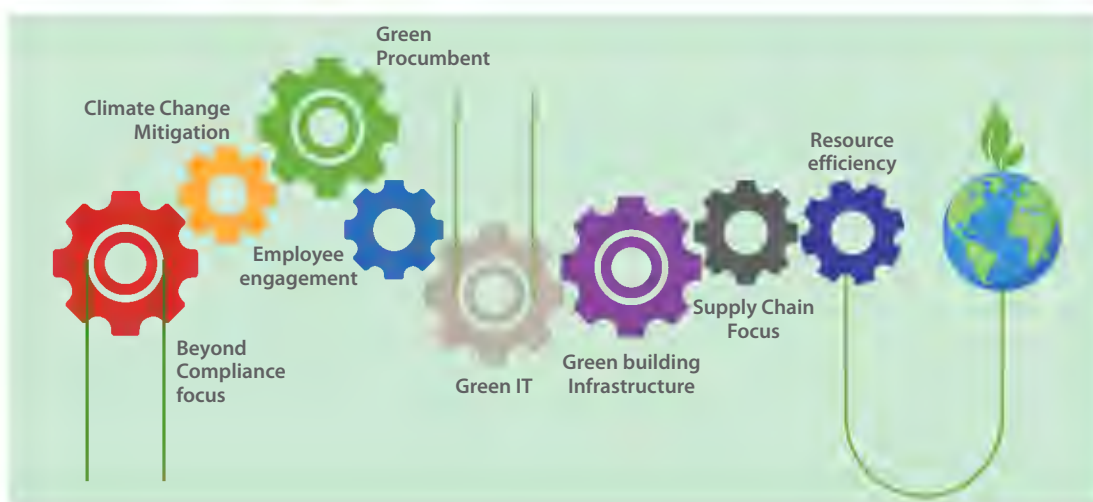 Green
Procumbent
Climate Change
Mitigation
Resource
efficiency
Employee
engagement
Supply Chain
Focus
Beyond
Compliance
focus
Green IT
Green building
Infrastructure